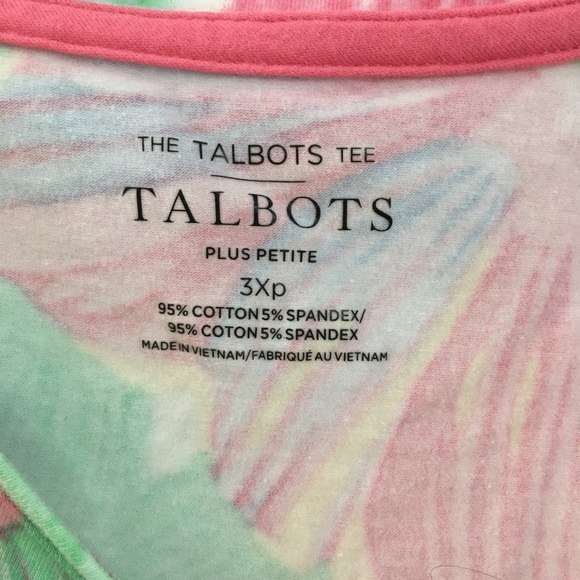 THE TALBOTS TEE
TALBOTS
PLUS PETITE
3Xp
95% COTTON 5% SPANDEX/
95% COTON 5% SPANDEX
MADE IN VIETNAM/FABRIQUÉ AU VIETNAM